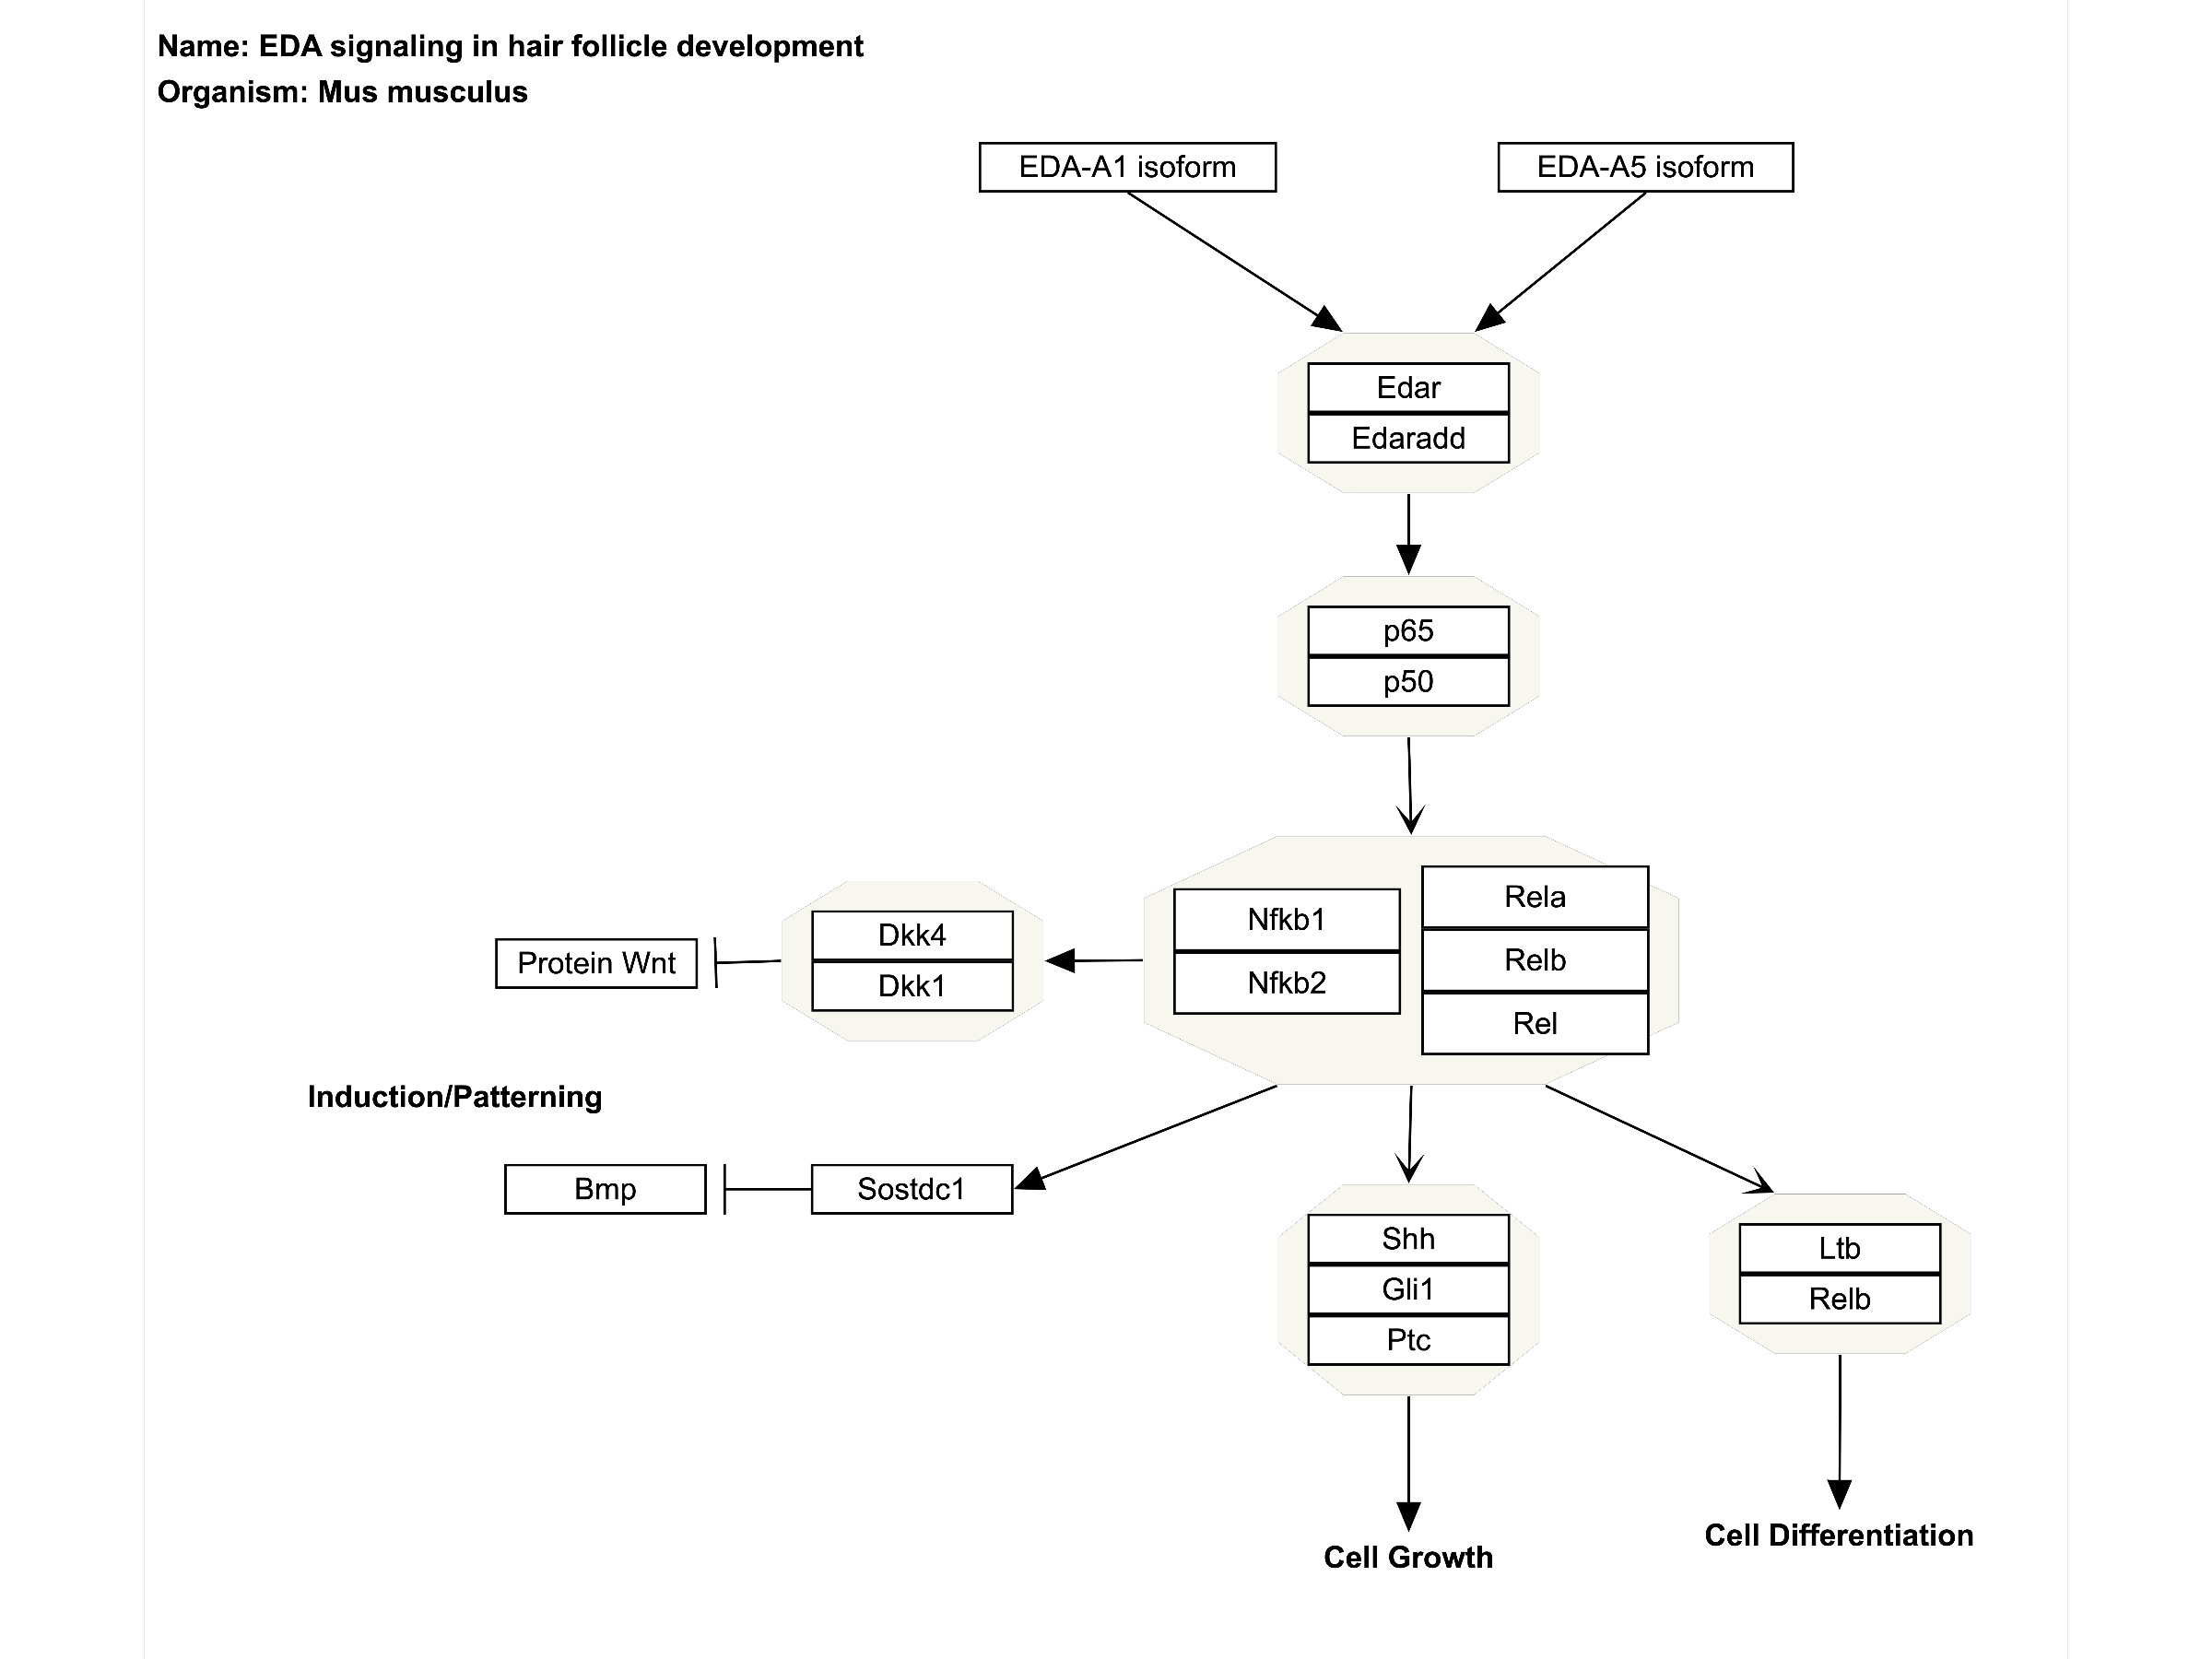 Name: EDA signaling in hair follicle development
Organism: Mus musculus
EDA-A1 isoform
EDA-A5 isoform
Edar
Edaradd
p65
p50
Nfkb1
Nfkb2
Rela
Relb
Rel
Dkk4
Dkk1
Protein Wnt
Induction/Patterning
Bmp
Sostdc1
Shh
Gli1
Ptc
Ltb
Relb
Cell Growth
Cell Differentiation